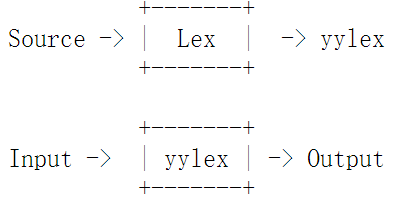 +-------+
Source -> | Lex | -> yylex
+-------+
+-------+
Input -> | yylex | -> Output
+-------+